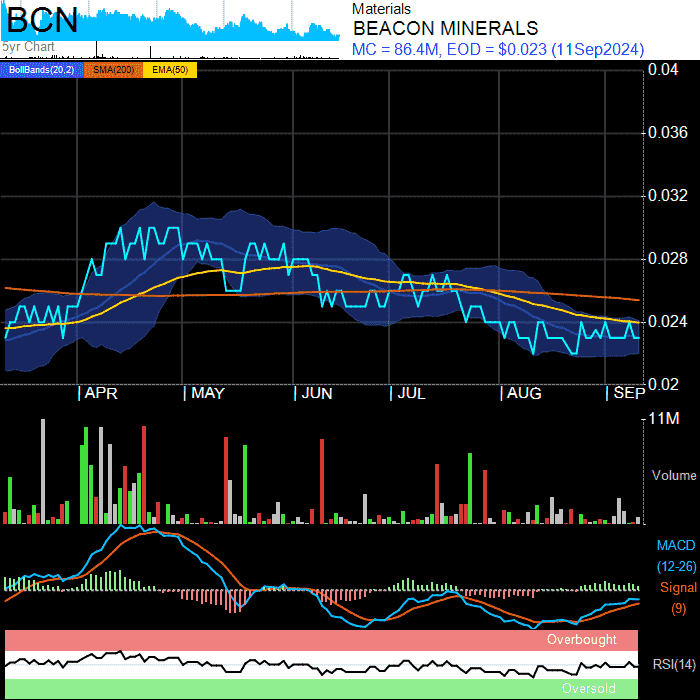 BCN
5yr Chart
Materials
BEACON MINERALS
MC = 86.4M, EOD = $0.023 (11Sep2024)
BollBands(20,2) SMA(200) EMA(50)
0.04
0.036
0.032
0.028
0.024
0.02
APR MAY JUN JUL AUG SEP
11M
Volume
MACD
(12-26)
Signal
(9)
Overbought
RSI(14)
Oversold